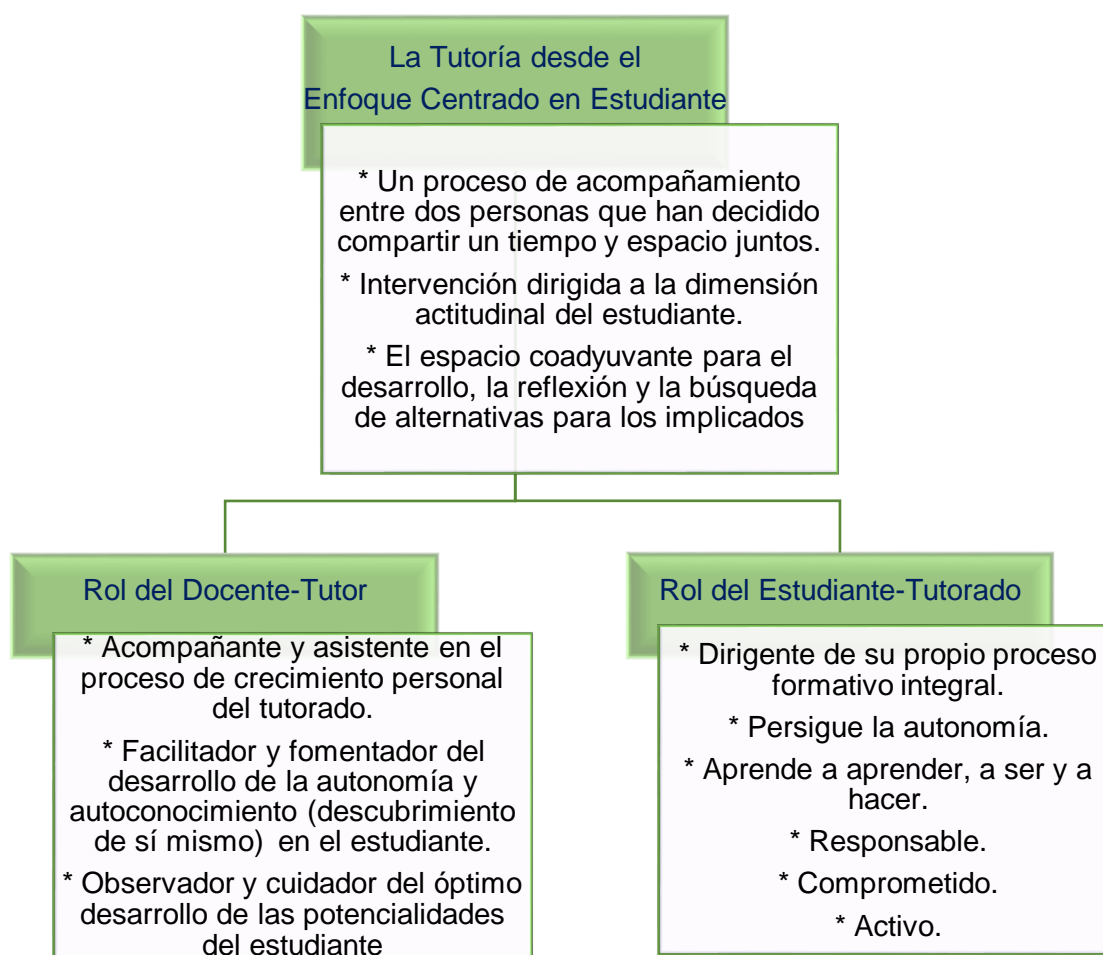 La Tutoría desde el
Enfoque Centrado en Estudiante
* Un proceso de acompañamiento
entre dos personas que han decidido
compartir un tiempo y espacio juntos.
* Intervención dirigida a la dimensión
actitudinal del estudiante.
* El espacio coadyuvante para el
desarrollo, la reflexión y la búsqueda
de alternativas para los implicados
Rol del Docente-Tutor
* Acompañante y asistente en el
proceso de crecimiento personal
del tutorado.
* Facilitador y fomentador del
desarrollo de la autonomía y
autoconocimiento (descubrimiento
de sí mismo) en el estudiante.
* Observador y cuidador del óptimo
desarrollo de las potencialidades
del estudiante
Rol del Estudiante-Tutorado
* Dirigente de su propio proceso
formativo integral.
* Persigue la autonomía.
* Aprende a aprender, a ser y a
hacer.
* Responsable.
* Comprometido.
* Activo.